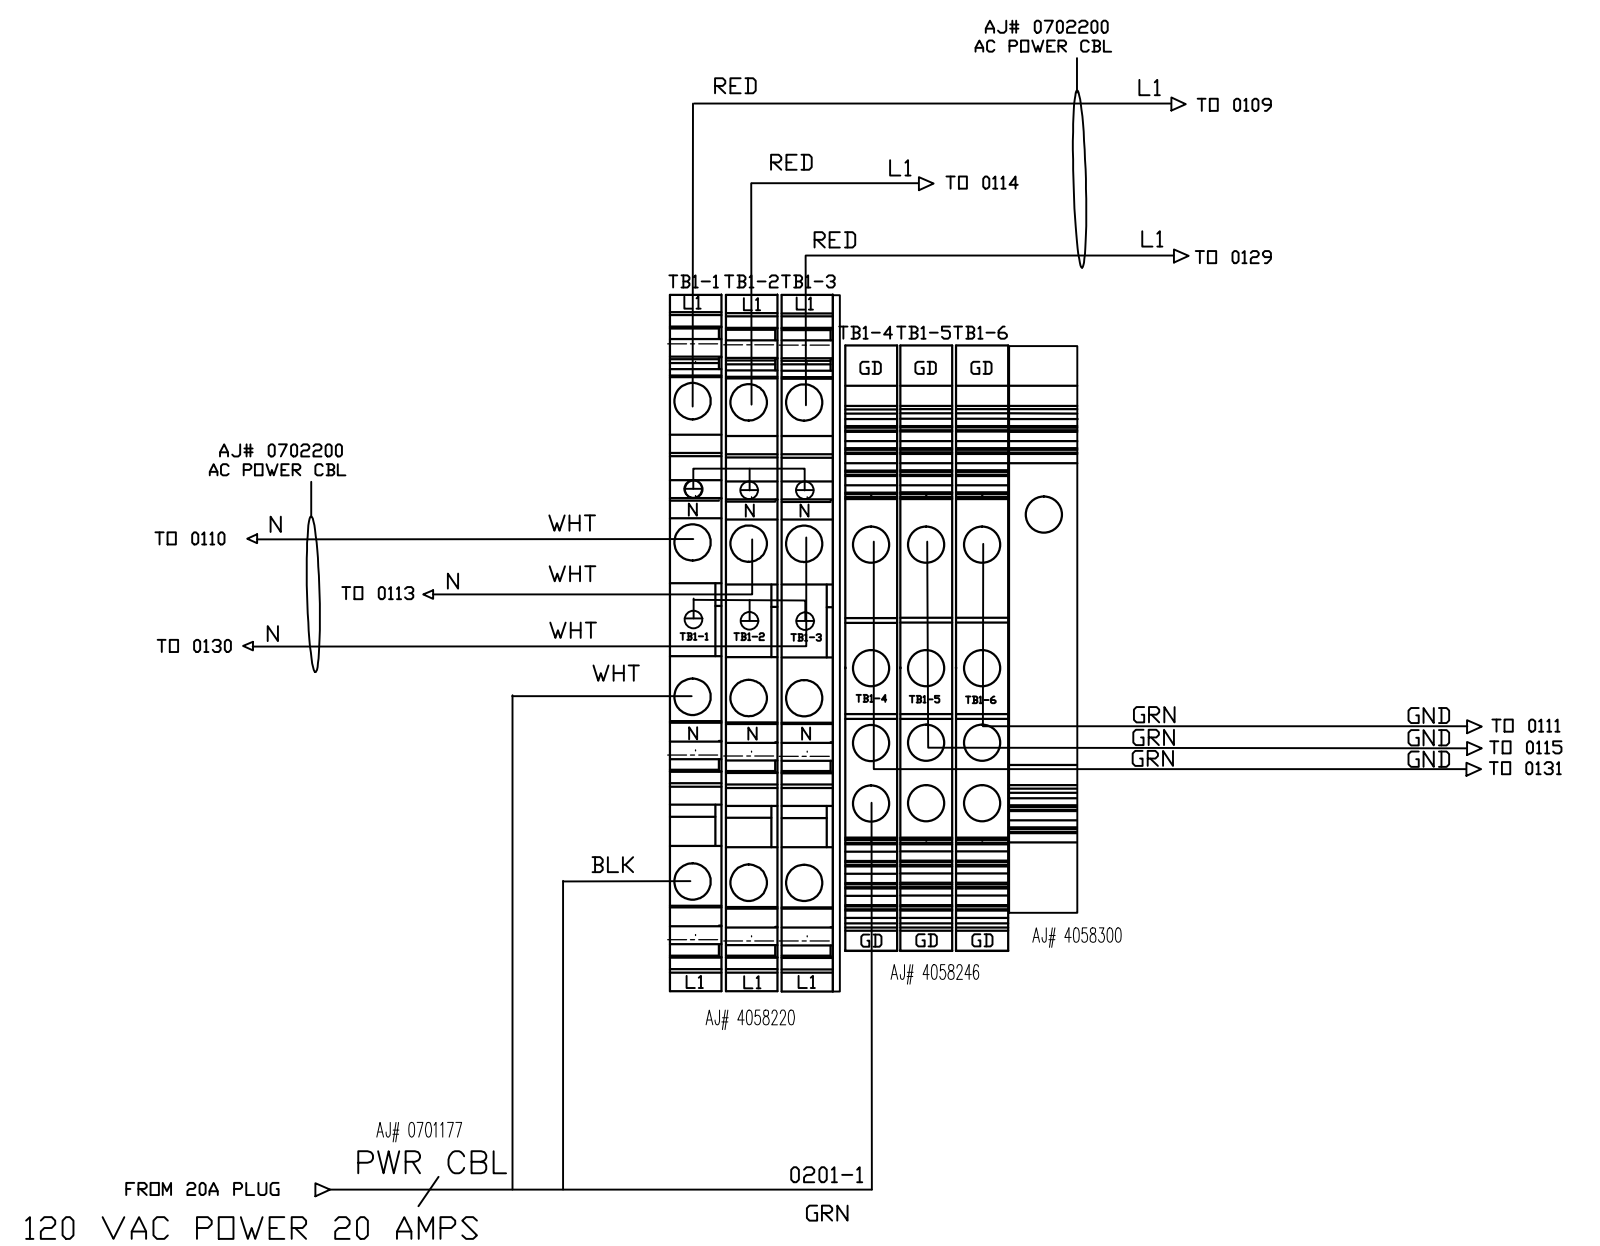 AJ# 0702200
AC POWER CBL
RED
L1
TO 0109
RED
L1
TO 0114
RED
L1
TO 0129
TB1-1 TB1-2 TB1-3
L1 L1 L1
TB1-4 TB1-5 TB1-6
GD GD GD
AJ# 0702200
AC POWER CBL
N N N
TO 0110
N
WHT
TO 0113
N
WHT
TO 0130
N
WHT
TB1-1 TB1-2 TB1-3
WHT
TB1-4 TB1-5 TB1-6
N N N
GRN
GND
TO 0111
GRN
GND
TO 0115
GRN
GND
TO 0131
BLK
GD GD GD
AJ# 4058300
AJ# 4058246
L1 L1 L1
AJ# 4058220
AJ# 0701177
PWR CBL
FROM 20A PLUG
0201-1
GRN
120 VAC POWER 20 AMPS